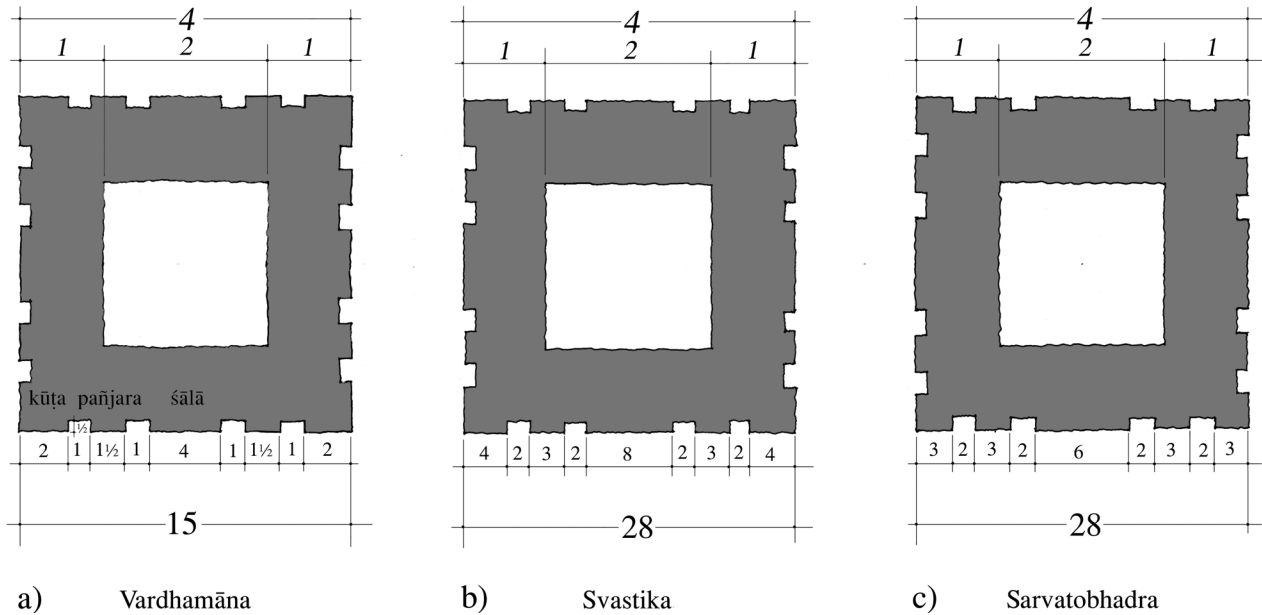 4
1 2 1
kūṭa pañjara śālā
½
2 1 1½ 1 4 1 1½ 1 2
15
a) Vardhamāna
4
1 2 1
4 2 3 2 8 2 3 2 4
28
b) Svastika
4
1 2 1
3 2 3 2 6 2 3 2 3
28
c) Sarvatobhadra